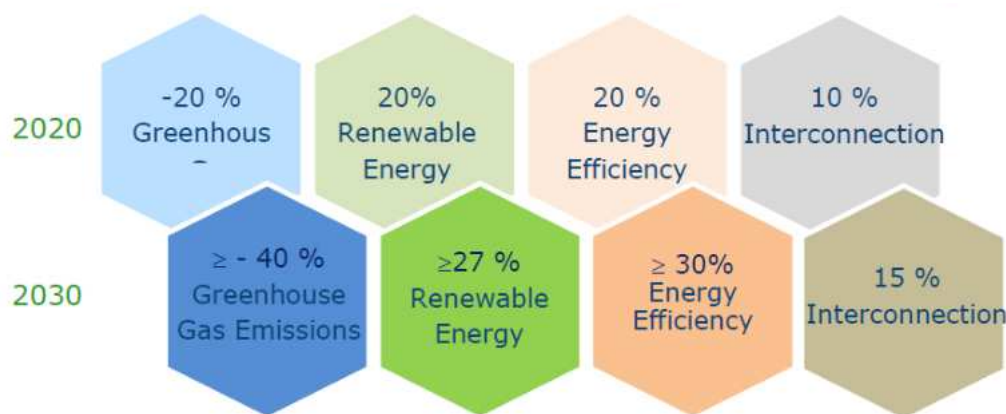 2020
-20 %
Greenhous
20%
Renewable
Energy
20 %
Energy
Efficiency
10 %
Interconnection
2030
≥ - 40 %
Greenhouse
Gas Emissions
≥27 %
Renewable
Energy
≥ 30%
Energy
Efficiency
15 %
Interconnection